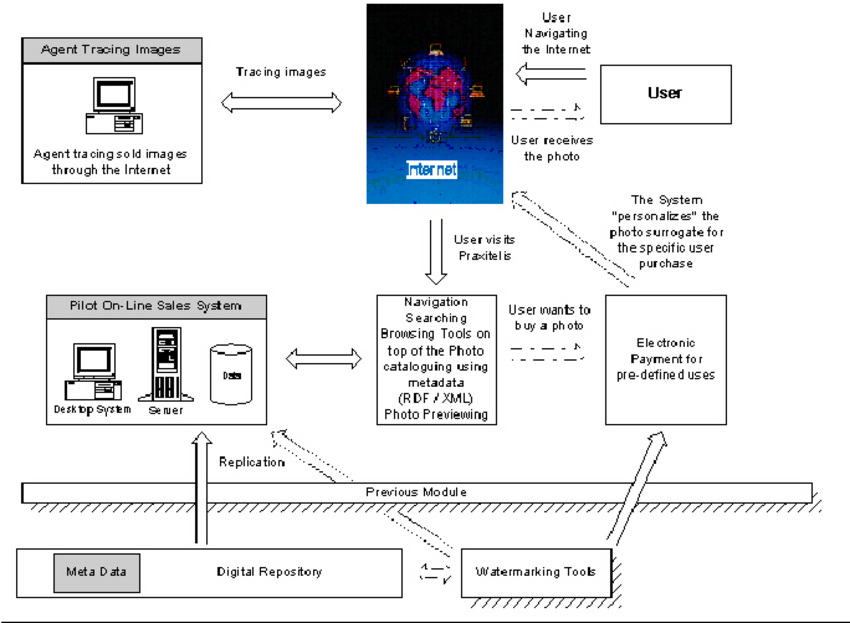 Agent Tracing Images
Agent tracing sold images
through the Internet
Tracing images
Internet
User
Navigating
the Internet
User
User receives
the photo
The System
"personalizes" the
photo surrogate for
the specific user
purchase
User visits
Praxitelis
Pilot On-Line Sales System
Desktop System
Server
Data
Navigation
Searching
Browsing Tools on
top of the Photo
cataloguing using
metadata
(RDF / XML)
Photo Previewing
User wants to
buy a photo
Electronic
Payment for
pre-defined uses
Replication
Previous Module
Meta Data
Digital Repository
Watermarking Tools